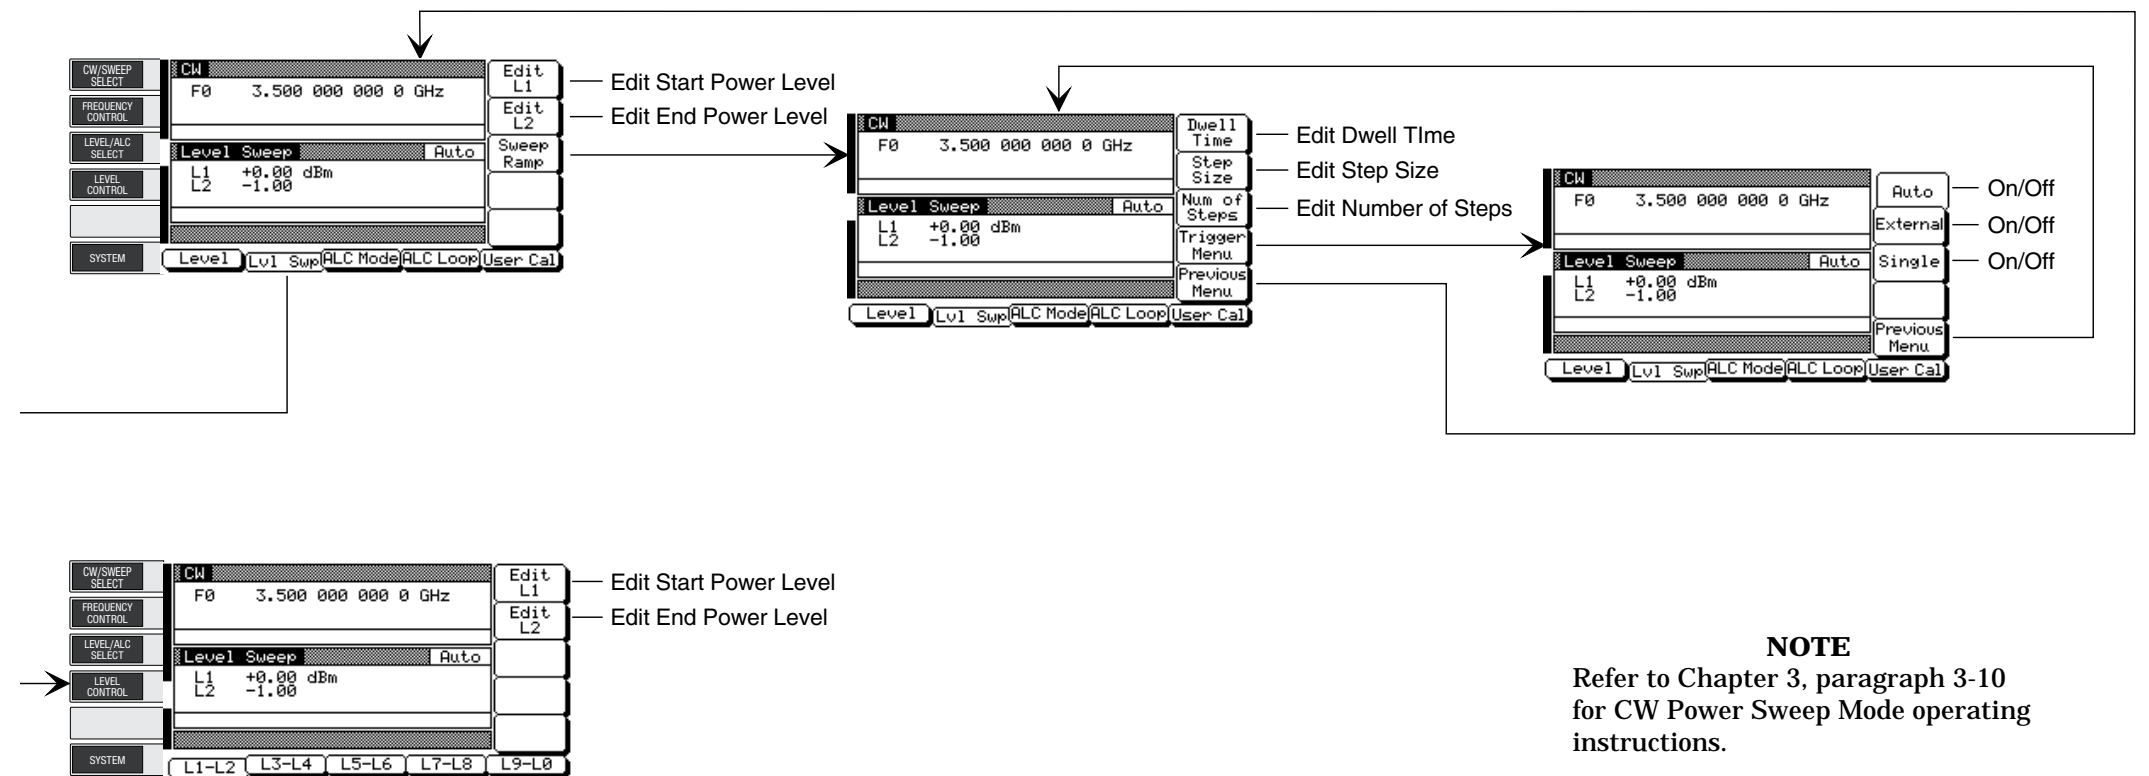 CW/SWEEP
SELECT
FREQUENCY
CONTROL
LEVEL/ALC
SELECT
LEVEL
CONTROL
SYSTEM
CW
F0 3.500 000 000 0 GHz
Level Sweep Auto
L1 +0.00 dBm
L2 -1.00
Edit
L1
Edit
L2
Sweep
Ramp
Level Lvl Swp ALC Mode ALC Loop User Cal
Edit Start Power Level
Edit End Power Level
CW
F0 3.500 000 000 0 GHz
Level Sweep Auto
L1 +0.00 dBm
L2 -1.00
Dwell
Time
Step
Size
Num of
Steps
Trigger
Menu
Previous
Menu
Level Lvl Swp ALC Mode ALC Loop User Cal
Edit Dwell TIme
Edit Step Size
Edit Number of Steps
CW
F0 3.500 000 000 0 GHz
Level Sweep Auto
L1 +0.00 dBm
L2 -1.00
Auto
External
Single
Previous
Menu
Level Lvl Swp ALC Mode ALC Loop User Cal
On/Off
On/Off
On/Off
CW/SWEEP
SELECT
FREQUENCY
CONTROL
LEVEL/ALC
SELECT
LEVEL
CONTROL
SYSTEM
CW
F0 3.500 000 000 0 GHz
Level Sweep Auto
L1 +0.00 dBm
L2 -1.00
Edit
L1
Edit
L2
L1-L2 L3-L4 L5-L6 L7-L8 L9-L0
Edit Start Power Level
Edit End Power Level
NOTE
Refer to Chapter 3, paragraph 3-10
for CW Power Sweep Mode operating
instructions.